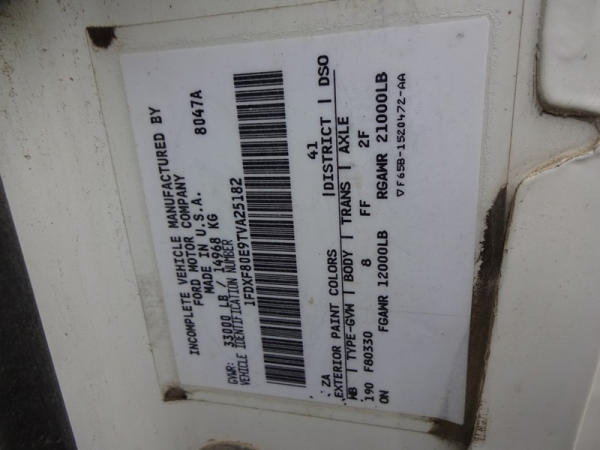 INCOMPLETE VEHICLE MANUFACTURED BY
FORD MOTOR COMPANY
MADE IN U.S.A. 8047A
GVWR: 33000 LB / 14968 KG
VEHICLE IDENTIFICATION NUMBER
1FDXF80E9TVA25182
ZA 41
EXTERIOR PAINT COLORS |DISTRICT | DSO
WB | TYPE-GVW | BODY | TRANS | AXLE
190 F80330 8 FF 2F
ON FGAWR 12000LB RGAWR 21000LB
F65B-1520472-AA